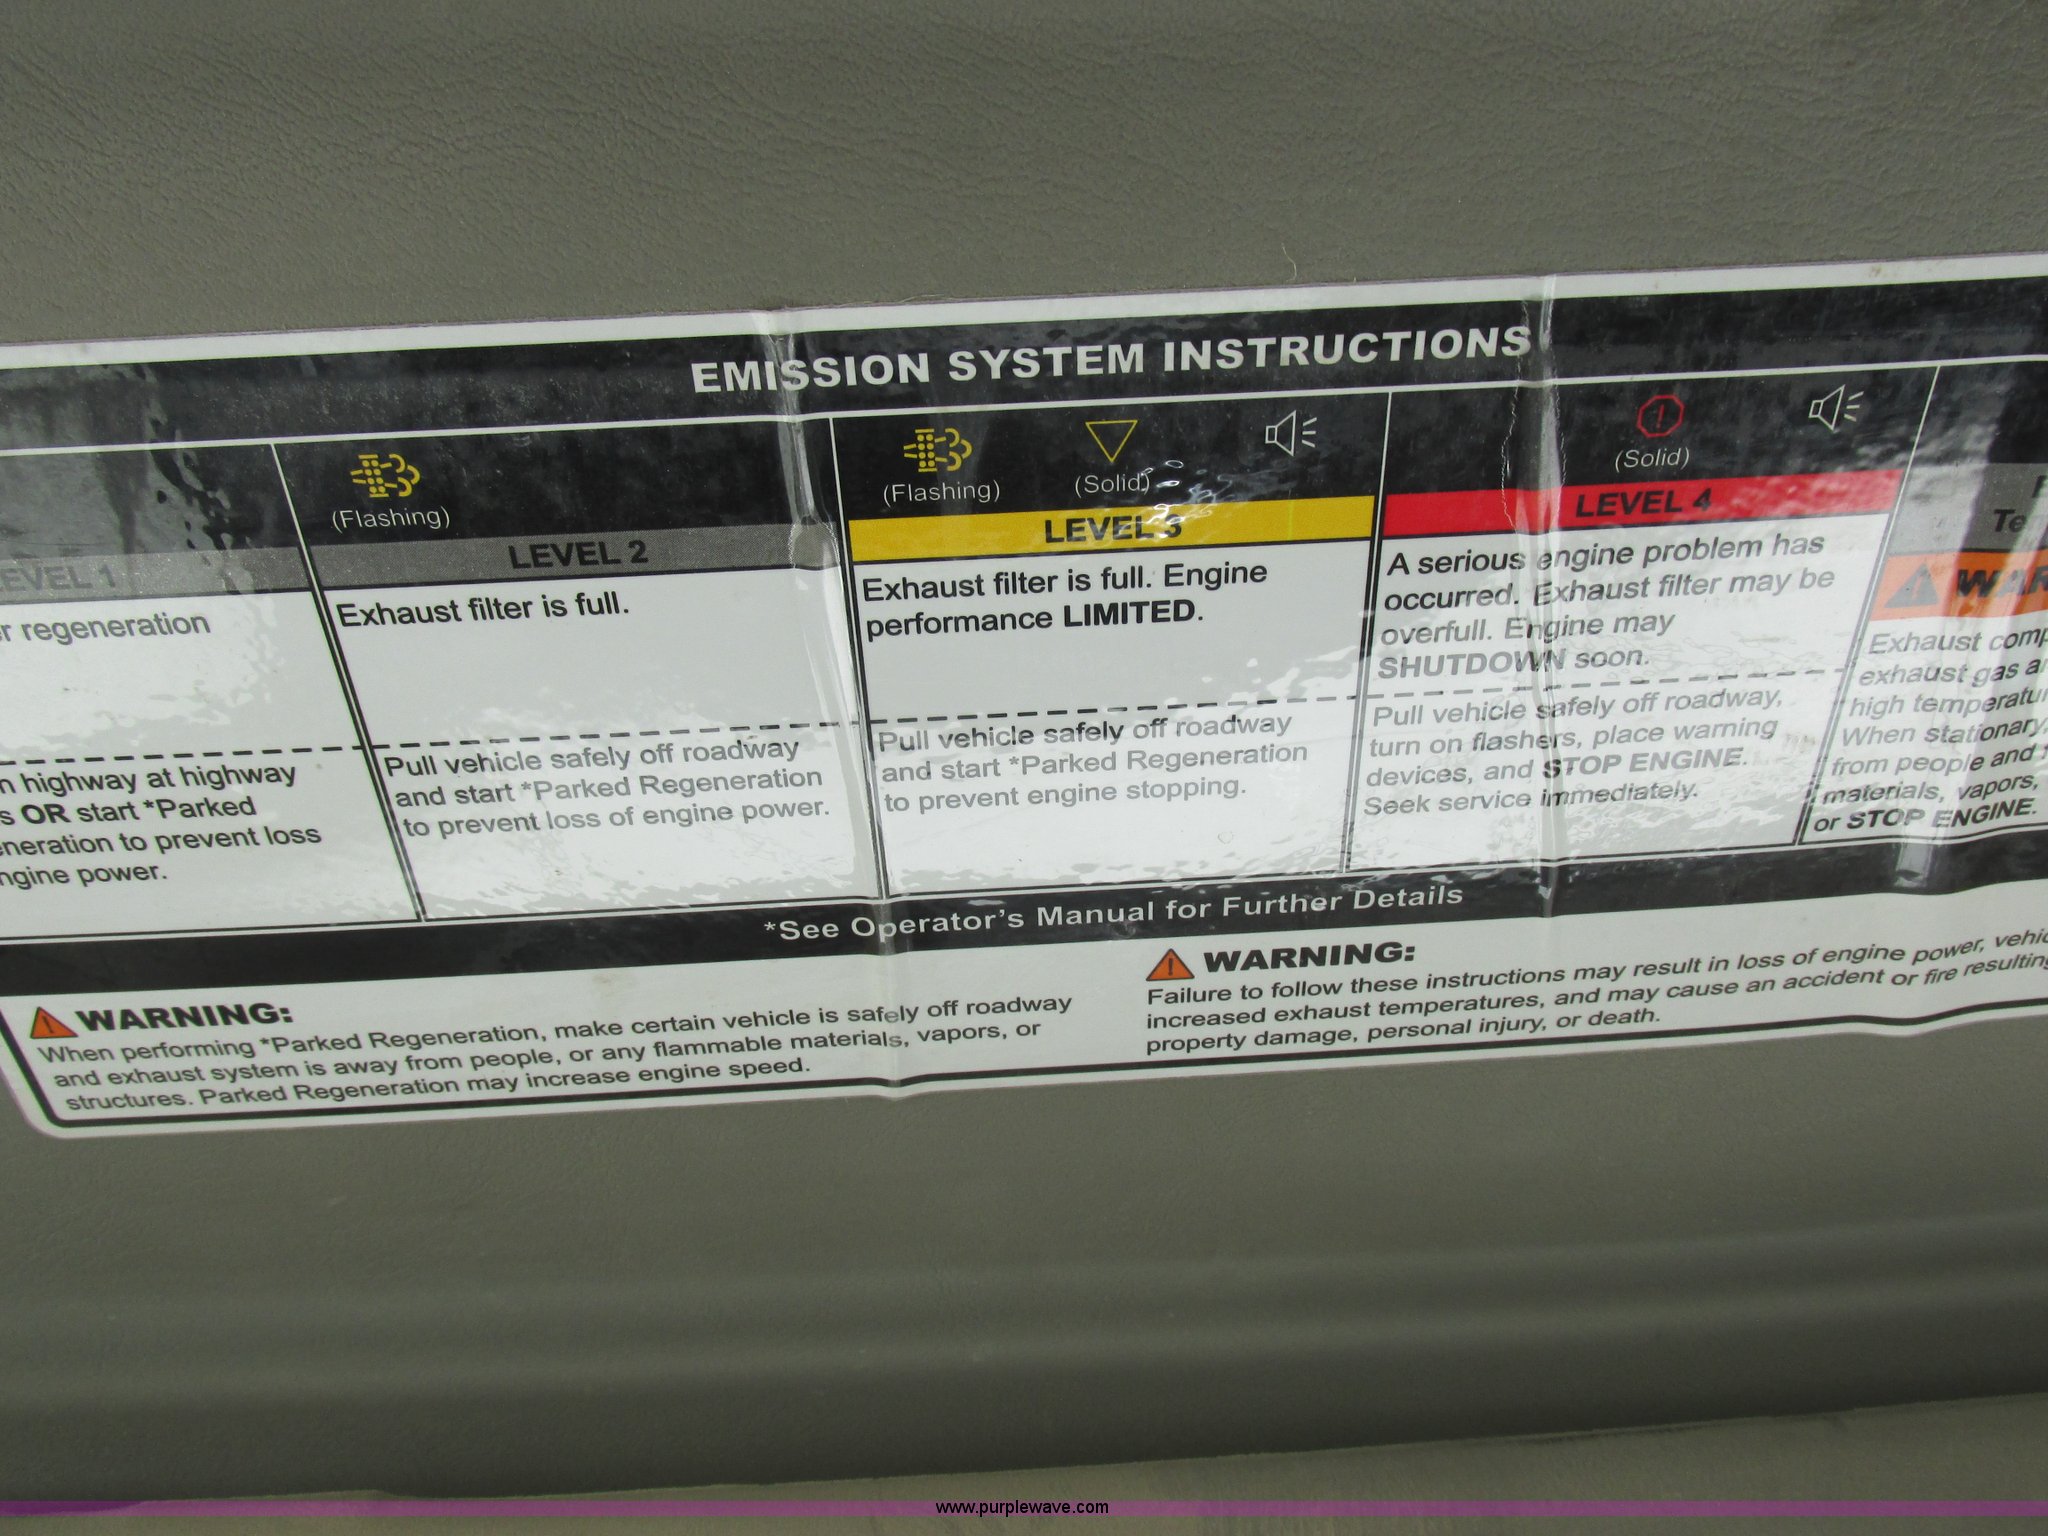 EMISSION SYSTEM INSTRUCTIONS
LEVEL 1
regeneration
highway at highway
OR start *Parked
to prevent loss
power.
(Flashing)
LEVEL 2
Exhaust filter is full.
Pull vehicle safely off roadway
and start *Parked Regeneration
to prevent loss of engine power.
(Flashing) (Solid)
LEVEL 3
Exhaust filter is full. Engine
performance LIMITED.
Pull vehicle safely off roadway
and start *Parked Regeneration
to prevent engine stopping.
(Solid)
LEVEL 4
A serious engine problem has
occurred. Exhaust filter may be
overfull. Engine may
SHUTDOWN soon.
Pull vehicle safely off roadway,
turn on flashers, place warning
devices, and STOP ENGINE.
Seek service immediately.
Exhaust
exhaust gas
high
When stationary,
from people and
materials, vapors,
or STOP ENGINE.
*See Operator's Manual for Further Details
WARNING:
When performing *Parked Regeneration, make certain vehicle is safely off roadway
and exhaust system is away from people, or any flammable materials, vapors, or
structures. Parked Regeneration may increase engine speed.
WARNING:
Failure to follow these instructions may result in loss of engine power,
increased exhaust temperatures, and may cause an accident or fire resulting
property damage, personal injury, or death.
www.purplewave.com